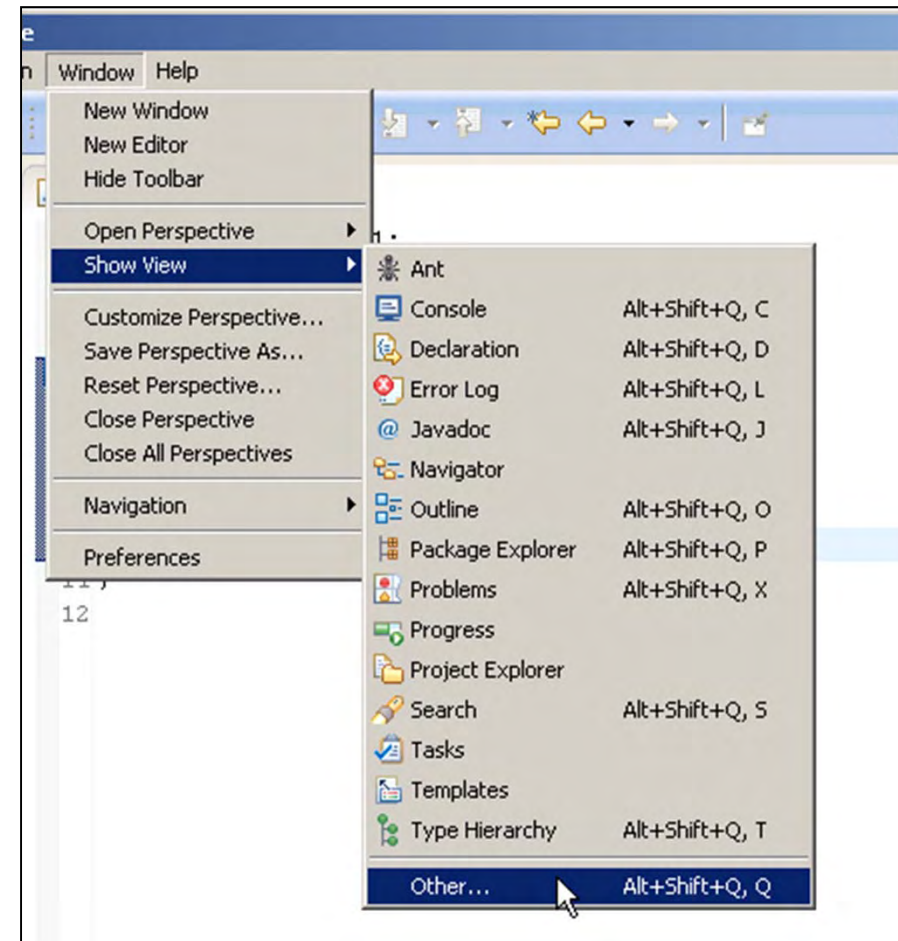 e
n Window Help
New Window
New Editor
Hide Toolbar
Open Perspective
Show View
Customize Perspective...
Save Perspective As...
Reset Perspective...
Close Perspective
Close All Perspectives
Navigation
Preferences
Ant
Console Alt+Shift+Q, C
Declaration Alt+Shift+Q, D
Error Log Alt+Shift+Q, L
@ Javadoc Alt+Shift+Q, J
Navigator
Outline Alt+Shift+Q, O
Package Explorer Alt+Shift+Q, P
Problems Alt+Shift+Q, X
Progress
Project Explorer
Search Alt+Shift+Q, S
Tasks
Templates
Type Hierarchy Alt+Shift+Q, T
Other... Alt+Shift+Q, Q
12